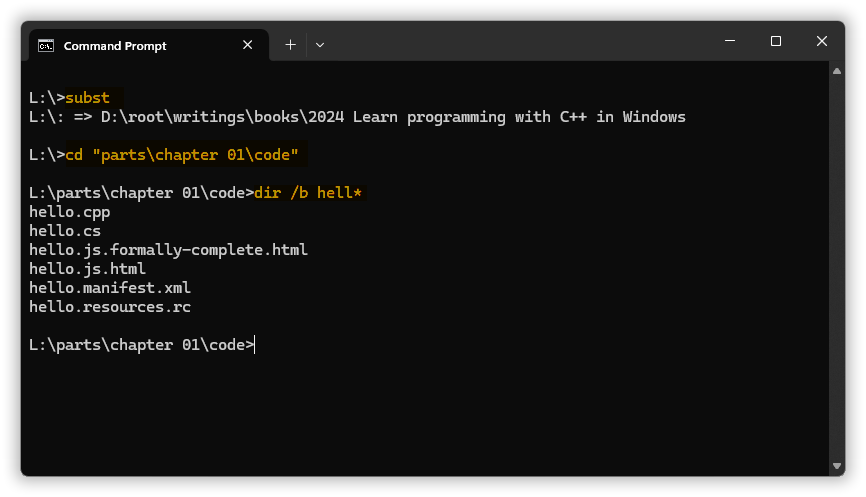 Command Prompt
L:\>subst
L:\: => D:\root\writings\books\2024 Learn programming with C++ in Windows
L:\>cd "parts\chapter 01\code"
L:\parts\chapter 01\code>dir /b hell*
hello.cpp
hello.cs
hello.js.formally-complete.html
hello.js.html
hello.manifest.xml
hello.resources.rc
L:\parts\chapter 01\code>